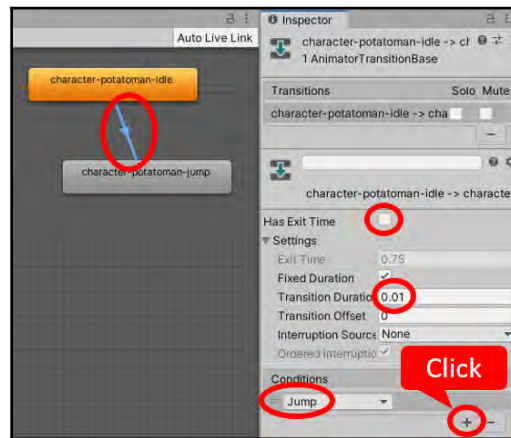 Auto Live Link
character-potatoman-idle
character-potatoman-jump
Inspector
character-potatoman-idle -> ch
1 AnimatorTransitionBase
Transitions Solo Mute
character-potatoman-idle -> cha
character-potatoman-idle -> characte
Has Exit Time
Settings
Exit Time 0.75
Fixed Duration
Transition Duratio 0.01
Transition Offset 0
Interruption Source None
Ordered Interruptio
Conditions
Click
Jump
+ -